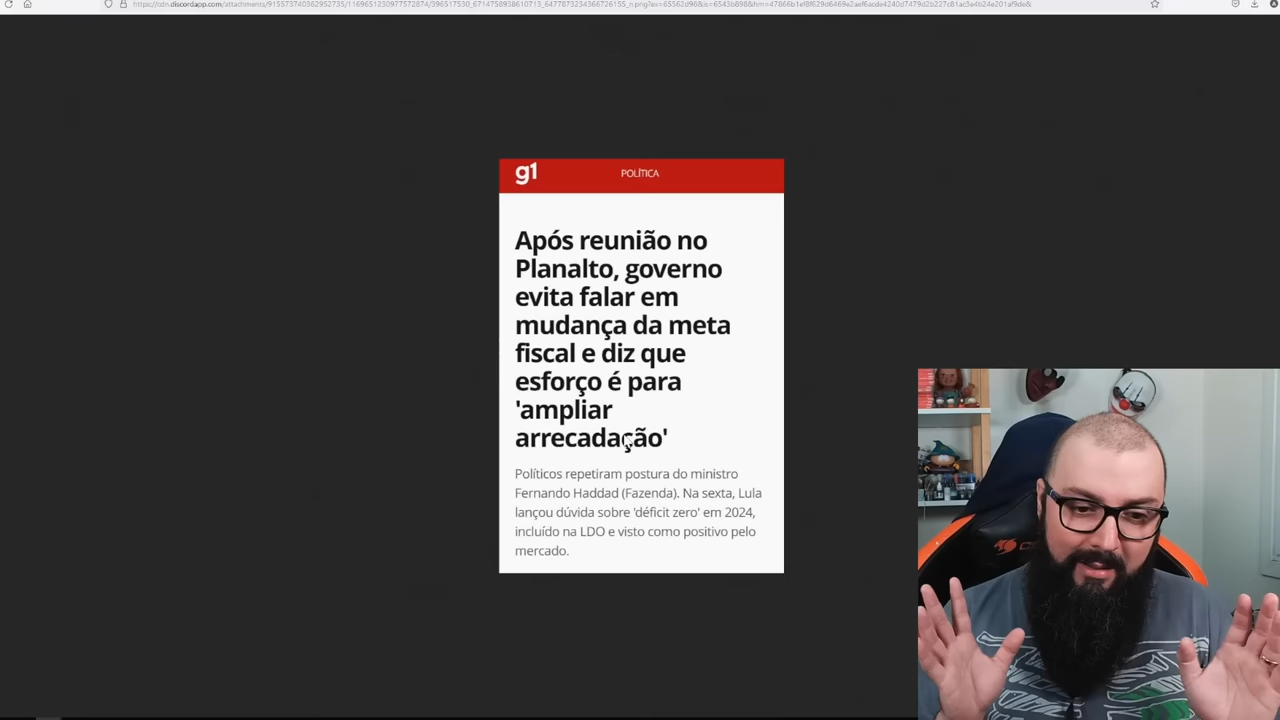 g1
POLÍTICA
Após reunião no
Planalto, governo
evita falar em
mudança da meta
fiscal e diz que
esforço é para
'ampliar
arrecadação'
Políticos repetiram postura do ministro
Fernando Haddad (Fazenda). Na sexta, Lula
lançou dúvida sobre 'déficit zero' em 2024,
incluído na LDO e visto como positivo pelo
mercado.